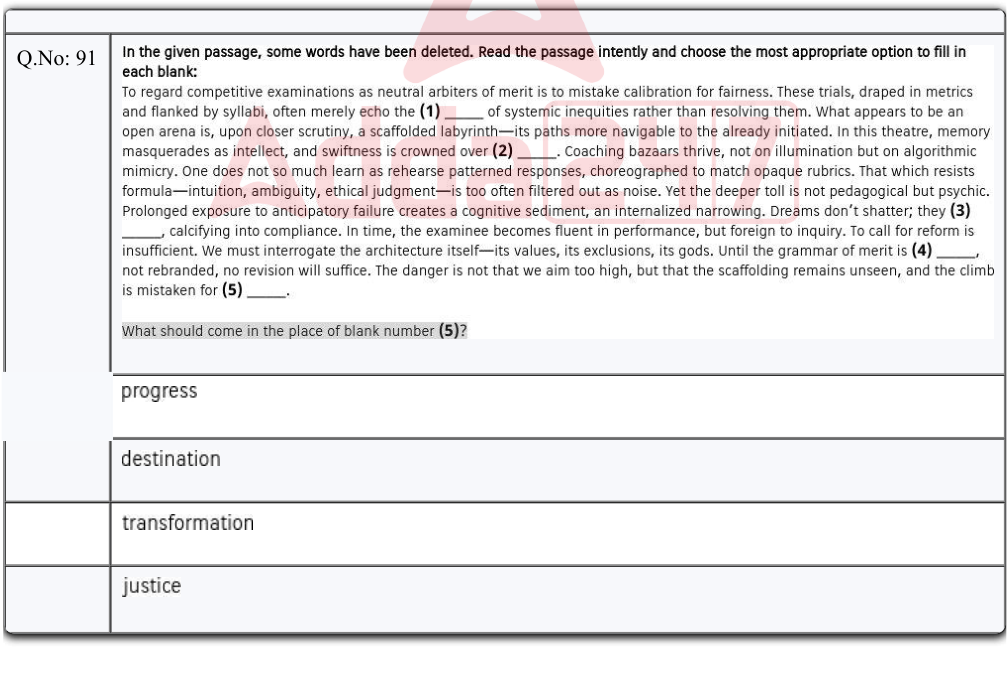 Q.No: 91
In the given passage, some words have been deleted. Read the passage intently and choose the most appropriate option to fill in
each blank:
To regard competitive examinations as neutral arbiters of merit is to mistake calibration for fairness. These trials, draped in metrics
and flanked by syllabi, often merely echo the (1) _____ of systemic inequities rather than resolving them. What appears to be an
open arena is, upon closer scrutiny, a scaffolded labyrinth—its paths more navigable to the already initiated. In this theatre, memory
masquerades as intellect, and swiftness is crowned over (2) _____. Coaching bazaars thrive, not on illumination but on algorithmic
mimicry. One does not so much learn as rehearse patterned responses, choreographed to match opaque rubrics. That which resists
formula—intuition, ambiguity, ethical judgment—is too often filtered out as noise. Yet the deeper toll is not pedagogical but psychic.
Prolonged exposure to anticipatory failure creates a cognitive sediment, an internalized narrowing. Dreams don't shatter; they (3)
_____, calcifying into compliance. In time, the examinee becomes fluent in performance, but foreign to inquiry. To call for reform is
insufficient. We must interrogate the architecture itself—its values, its exclusions, its gods. Until the grammar of merit is (4) _____,
not rebranded, no revision will suffice. The danger is not that we aim too high, but that the scaffolding remains unseen, and the climb
is mistaken for (5) _____.
What should come in the place of blank number (5)?
progress
destination
transformation
justice
Adda247